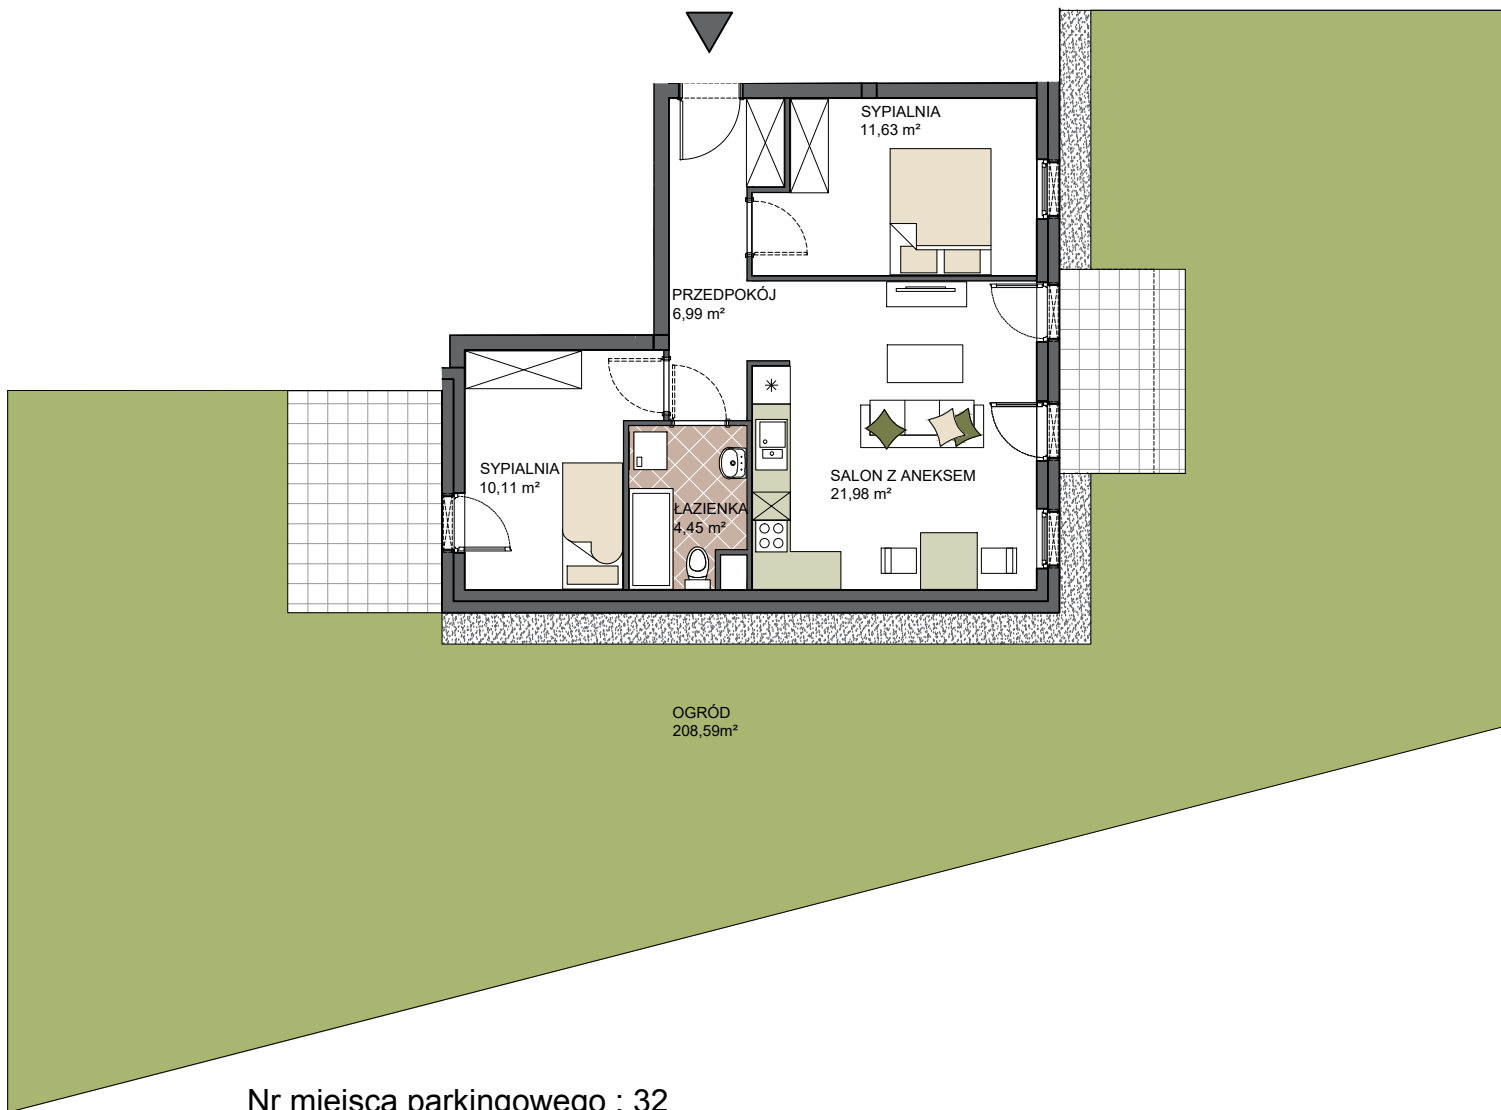 SYPIALNIA
11,63 m²
PRZEDPOKÓJ
6,99 m²
SYPIALNIA
10,11 m²
ŁAZIENKA
4,45 m²
SALON Z ANEKSEM
21,98 m²
OGRÓD
208,59m²
Nr miejsca parkingowego : 32